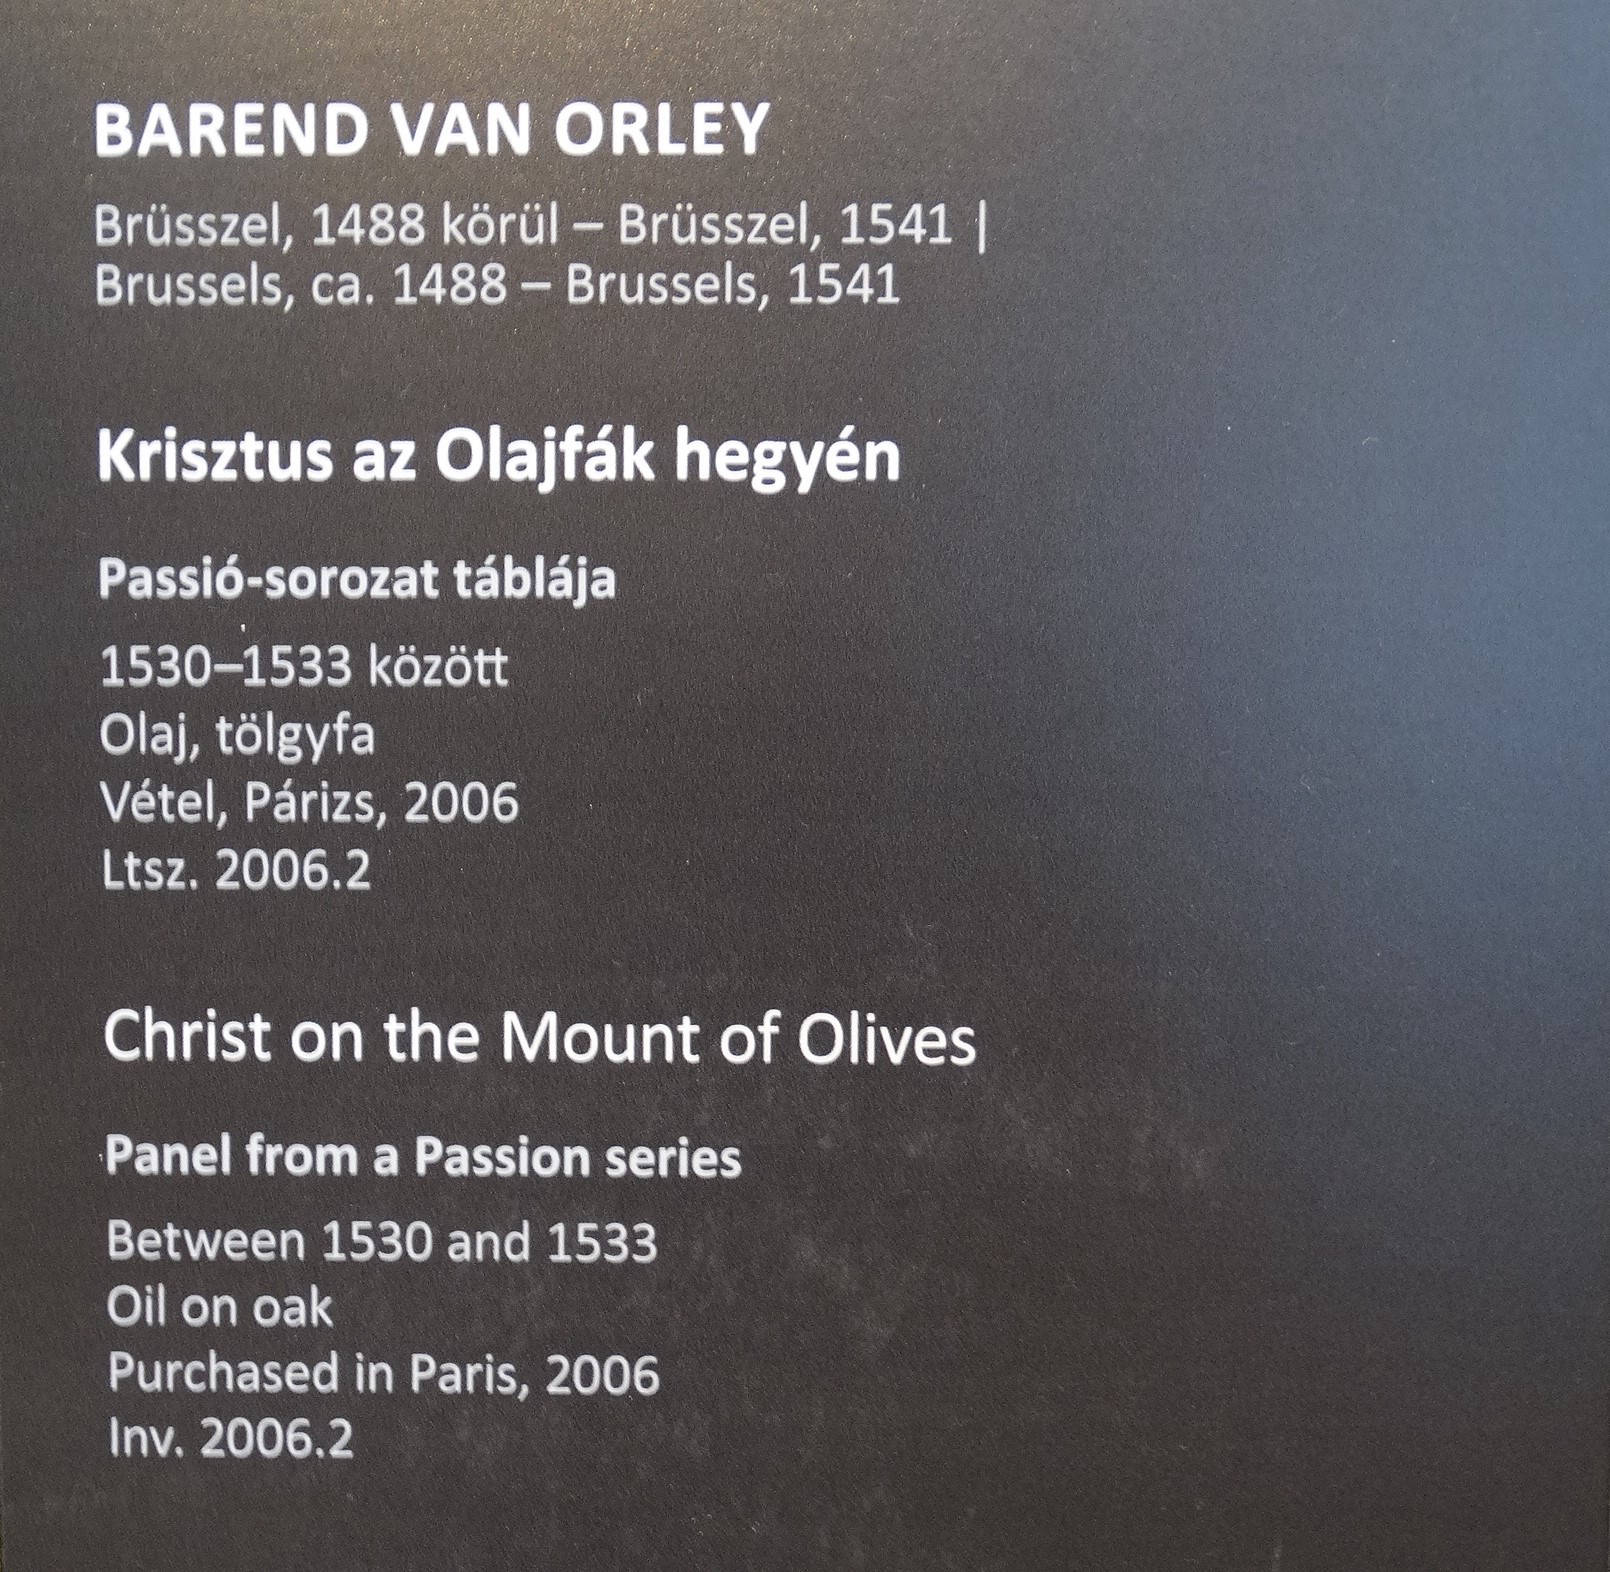 BAREND VAN ORLEY
Brüsszel, 1488 körül – Brüsszel, 1541 |
Brussels, ca. 1488 – Brussels, 1541
Krisztus az Olajfák hegyén
Passió-sorozat táblája
1530–1533 között
Olaj, tölgyfa
Vétel, Párizs, 2006
Ltsz. 2006.2
Christ on the Mount of Olives
Panel from a Passion series
Between 1530 and 1533
Oil on oak
Purchased in Paris, 2006
Inv. 2006.2